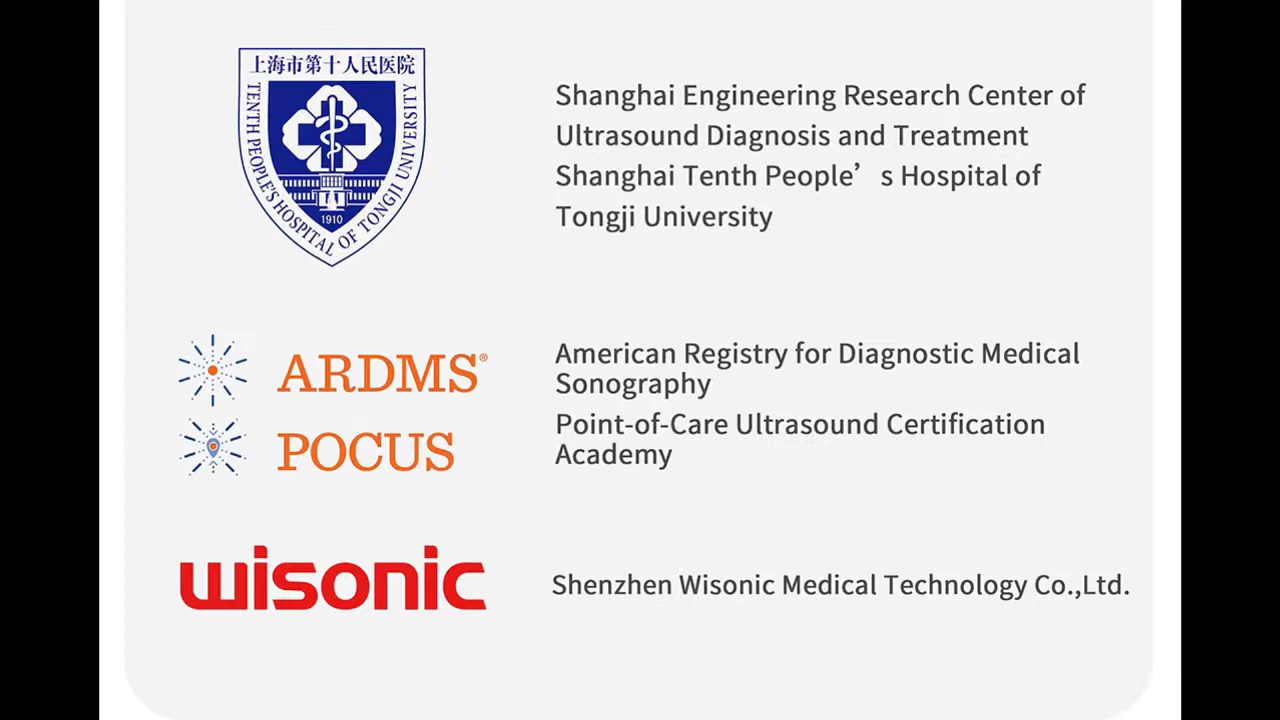 上海市第十人民医院
TENTH PEOPLE'S HOSPITAL OF TONGJI UNIVERSITY
1910
Shanghai Engineering Research Center of
Ultrasound Diagnosis and Treatment
Shanghai Tenth People’s Hospital of
Tongji University
ARDMS®
American Registry for Diagnostic Medical
Sonography
POCUS
Point-of-Care Ultrasound Certification
Academy
wisonic
Shenzhen Wisonic Medical Technology Co.,Ltd.